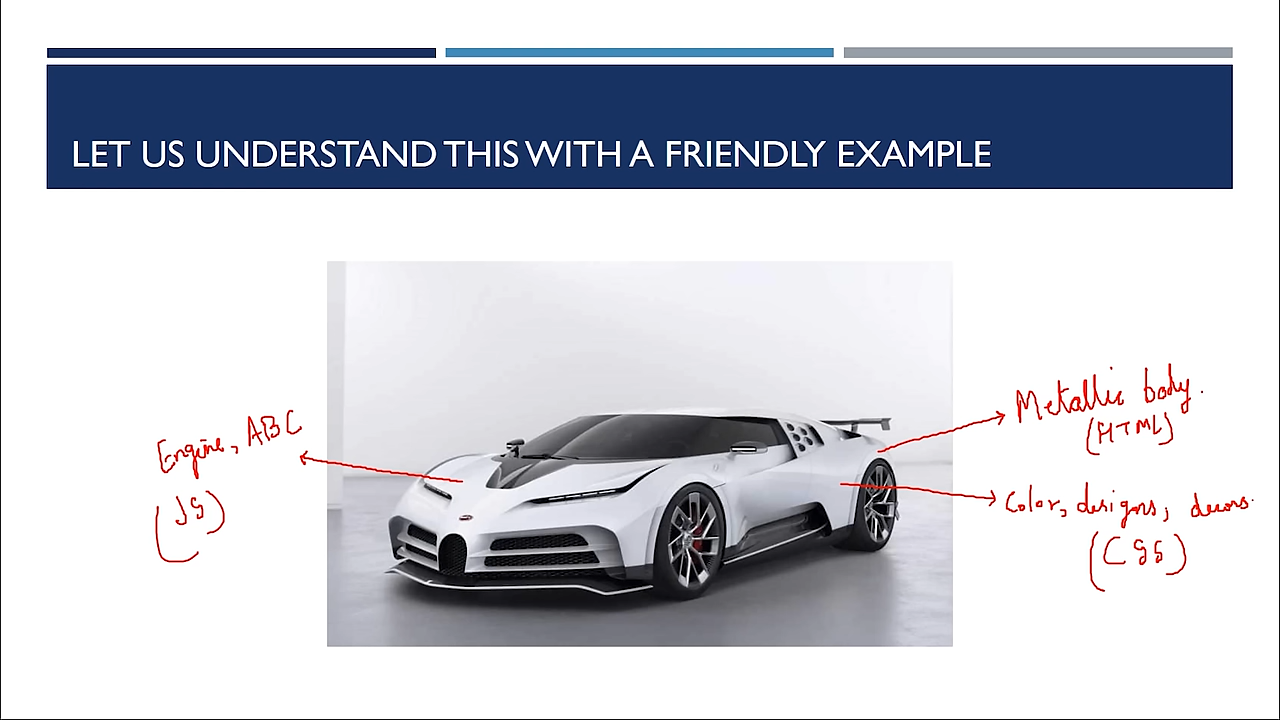 LET US UNDERSTAND THIS WITH A FRIENDLY EXAMPLE
Engine, ABC
(JS)
Metallic body.
(HTML)
Color, designs, decors.
(CSS)